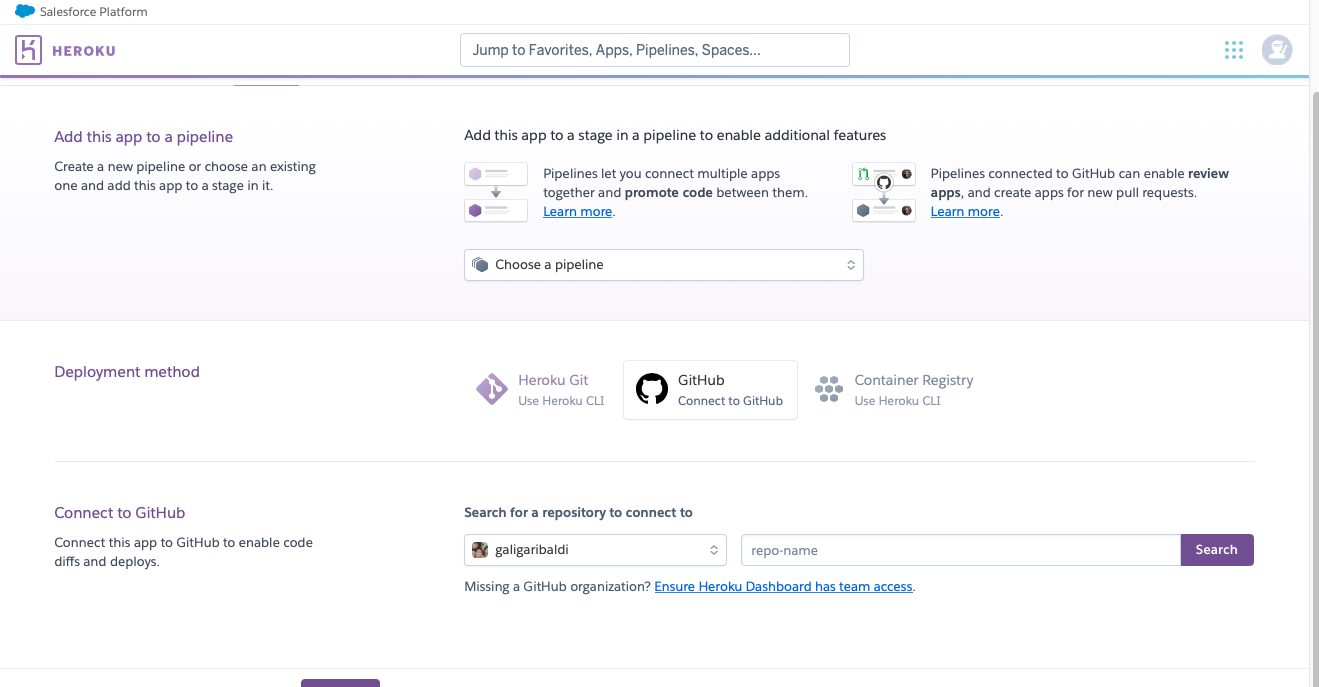 Salesforce Platform
HEROKU
Jump to Favorites, Apps, Pipelines, Spaces...
Add this app to a pipeline
Create a new pipeline or choose an existing
one and add this app to a stage in it.
Add this app to a stage in a pipeline to enable additional features
Pipelines let you connect multiple apps
together and promote code between them.
Learn more.
Pipelines connected to GitHub can enable review
apps, and create apps for new pull requests.
Learn more.
Choose a pipeline
Deployment method
Heroku Git
Use Heroku CLI
GitHub
Connect to GitHub
Container Registry
Use Heroku CLI
Connect to GitHub
Connect this app to GitHub to enable code
diffs and deploys.
Search for a repository to connect to
galigaribaldi
repo-name
Search
Missing a GitHub organization? Ensure Heroku Dashboard has team access.